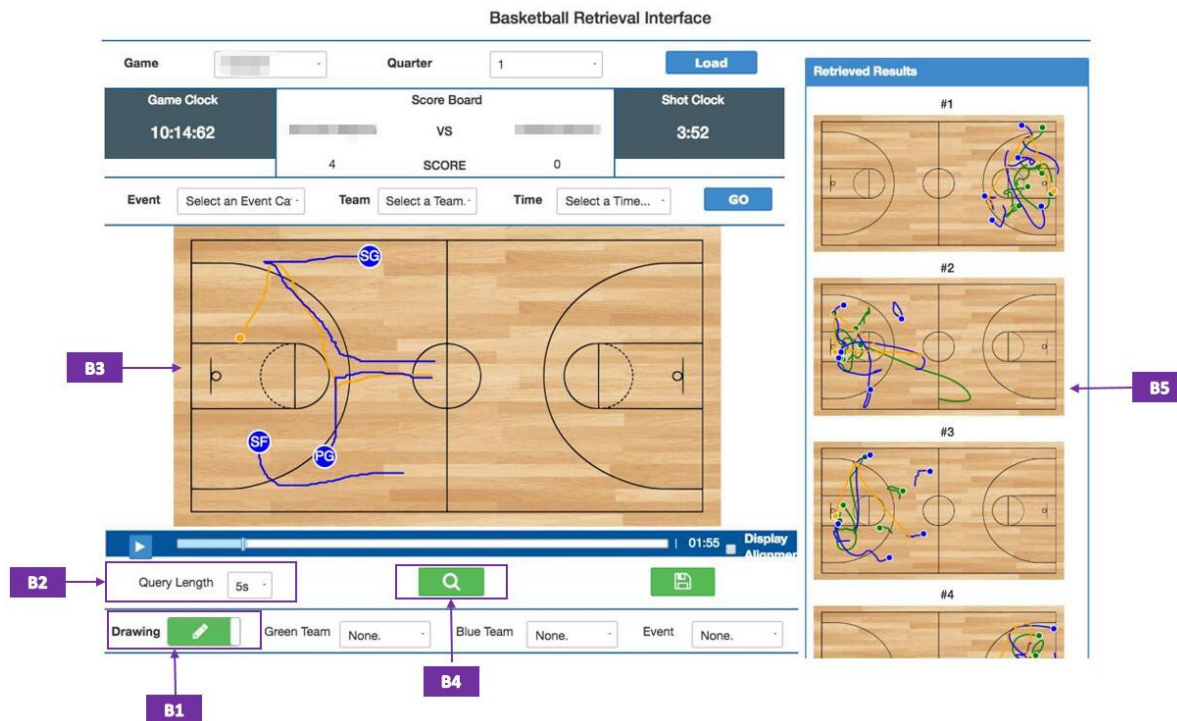 Basketball Retrieval Interface
Game Quarter 1 Load
Game Clock
10:14:62
Score Board
VS
4 SCORE 0
Shot Clock
3:52
Event Select an Event Ca Team Select a Team. Time Select a Time... GO
SG
SF
PG
01:55 Display
Alignmen
Query Length 5s
Drawing Green Team None. Blue Team None. Event None.
Retrieved Results
#1
#2
#3
#4
B3
B5
B2
B4
B1